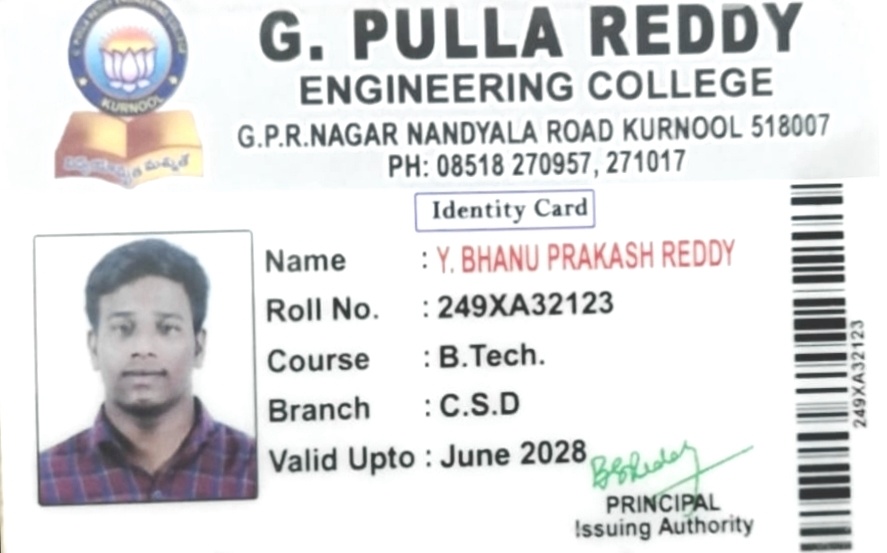 G. PULLA REDDY ENGINEERING COLLEGE
KURNOOL
G. PULLA REDDY
ENGINEERING COLLEGE
G.P.R.NAGAR NANDYALA ROAD KURNOOL 518007
PH: 08518 270957, 271017
Identity Card
Name : Y. BHANU PRAKASH REDDY
Roll No. : 249XA32123
Course : B.Tech.
Branch : C.S.D
Valid Upto : June 2028
BSReddy
PRINCIPAL
Issuing Authority
249XA32123